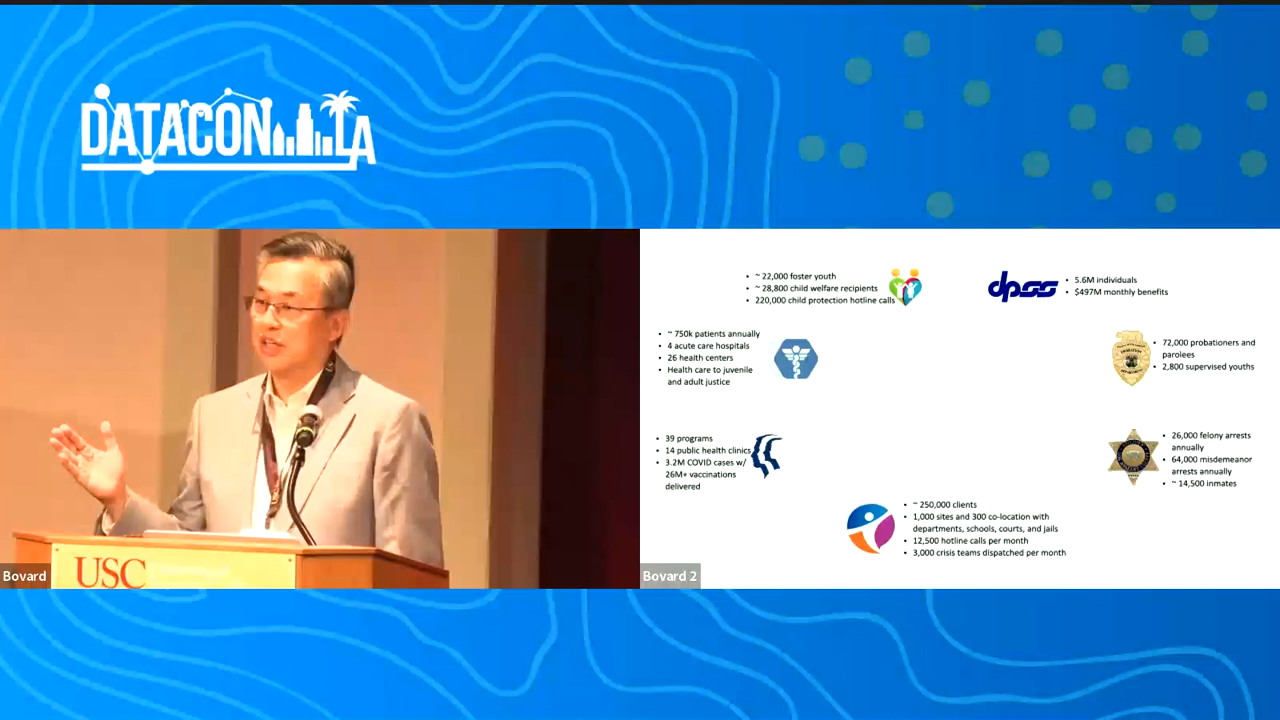 DATACON LA
• ~ 22,000 foster youth
• ~ 28,800 child welfare recipients
• 220,000 child protection hotline calls
dpss
• 5.6M individuals
• $497M monthly benefits
• ~ 750k patients annually
• 4 acute care hospitals
• 26 health centers
• Health care to juvenile
and adult justice
• 72,000 probationers and
parolees
• 2,800 supervised youths
• 39 programs
• 14 public health clinics
• 3.2M COVID cases w/
26M+ vaccinations
delivered
• 26,000 felony arrests
annually
• 64,000 misdemeanor
arrests annually
• ~ 14,500 inmates
• ~ 250,000 clients
• 1,000 sites and 300 co-location with
departments, schools, courts, and jails
• 12,500 hotline calls per month
• 3,000 crisis teams dispatched per month
USC
Bovard
Bovard 2